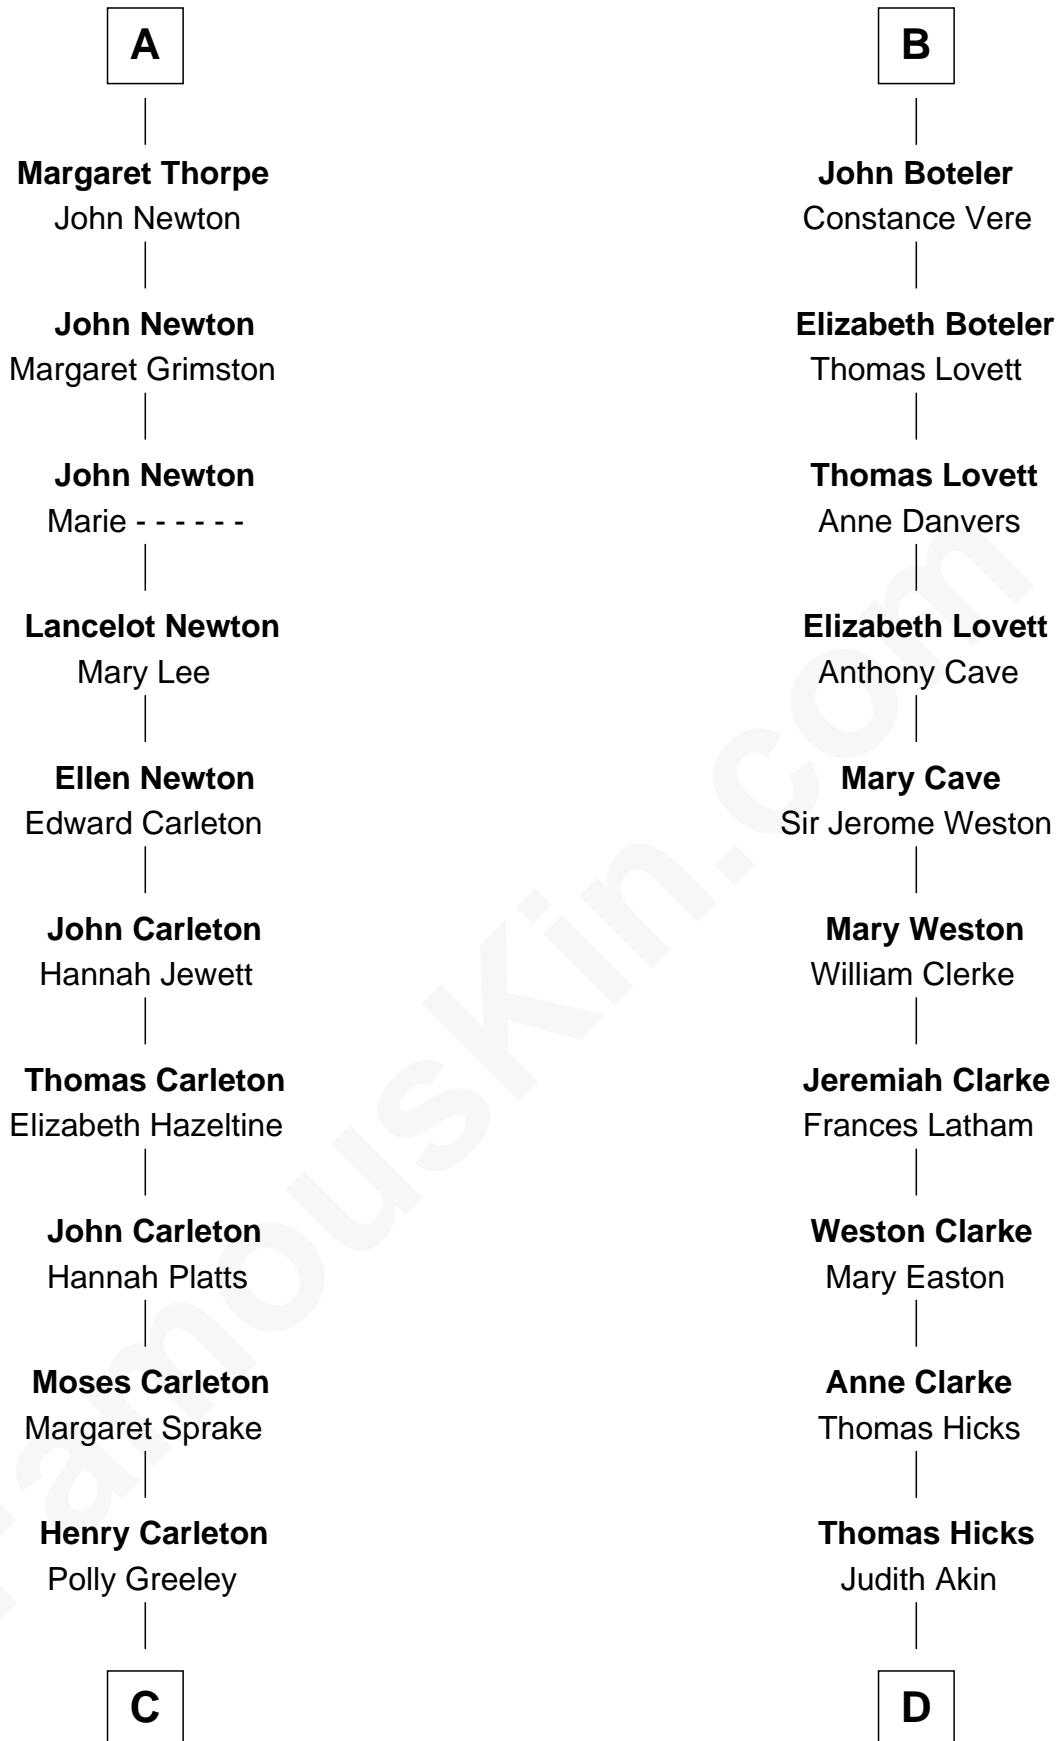 A
Margaret Thorpe
John Newton
John Newton
Margaret Grimston
John Newton
Marie - - - - - -
Lancelot Newton
Mary Lee
Ellen Newton
Edward Carleton
John Carleton
Hannah Jewett
Thomas Carleton
Elizabeth Hazeltine
John Carleton
Hannah Platts
Moses Carleton
Margaret Sprake
Henry Carleton
Polly Greeley
C
B
John Boteler
Constance Vere
Elizabeth Boteler
Thomas Lovett
Thomas Lovett
Anne Danvers
Elizabeth Lovett
Anthony Cave
Mary Cave
Sir Jerome Weston
Mary Weston
William Clerke
Jeremiah Clarke
Frances Latham
Weston Clarke
Mary Easton
Anne Clarke
Thomas Hicks
Thomas Hicks
Judith Akin
D
FamousKin.com